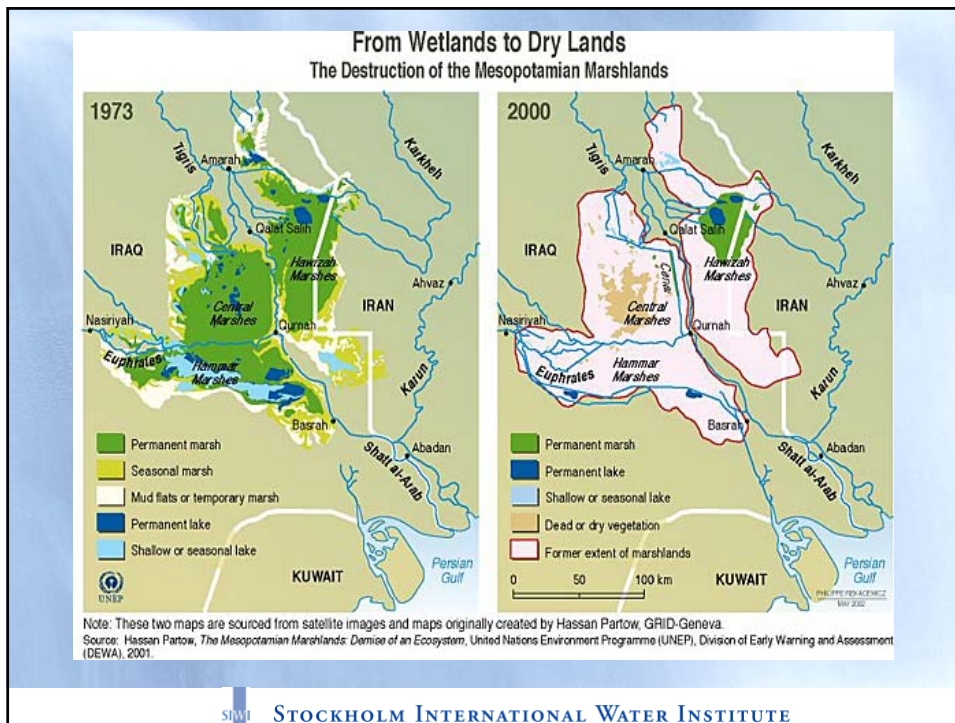 From Wetlands to Dry Lands
The Destruction of the Mesopotamian Marshlands
1973
Tigris
Amarah
Karkheh
Qalat Salih
IRAQ
Hawizah
Marshes
IRAN
Ahvaz
Central
Marshes
Nasiriyah
Qurnah
Euphrates
Hammar
Marshes
Karun
Basrah
Abadan
Shatt al-Arab
Permanent marsh
Seasonal marsh
Mud flats or temporary marsh
Permanent lake
Shallow or seasonal lake
UNEP
KUWAIT
Persian
Gulf
2000
Tigris
Amarah
Karkheh
Qalat Salih
IRAQ
Hawizah
Marshes
IRAN
Ahvaz
Central
Marshes
Nasiriyah
Qurnah
Euphrates
Hammar
Marshes
Karun
Basrah
Abadan
Shatt al-Arab
Permanent marsh
Permanent lake
Shallow or seasonal lake
Dead or dry vegetation
Former extent of marshlands
0 50 100 km
KUWAIT
Persian
Gulf
PHILIPPE REKACEWICZ
MAY 2002
Note: These two maps are sourced from satellite images and maps originally created by Hassan Partow, GRID-Geneva.
Source: Hassan Partow, The Mesopotamian Marshlands: Demise of an Ecosystem, United Nations Environment Programme (UNEP), Division of Early Warning and Assessment
(DEWA), 2001.
SIWI STOCKHOLM INTERNATIONAL WATER INSTITUTE